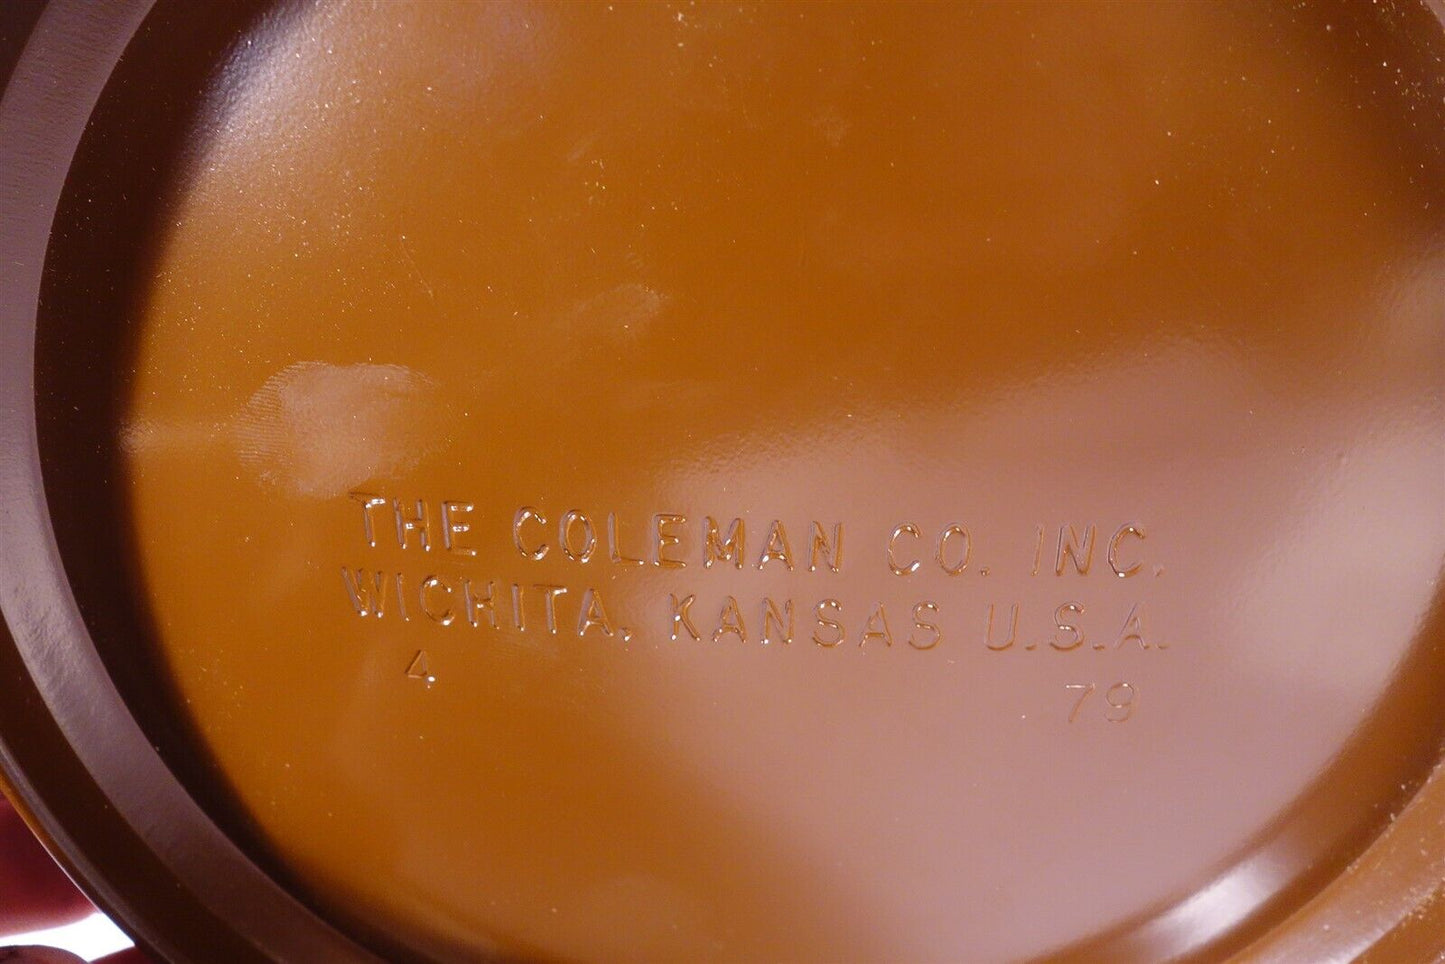 THE COLEMAN CO. INC.
WICHITA, KANSAS U.S.A.
4 79